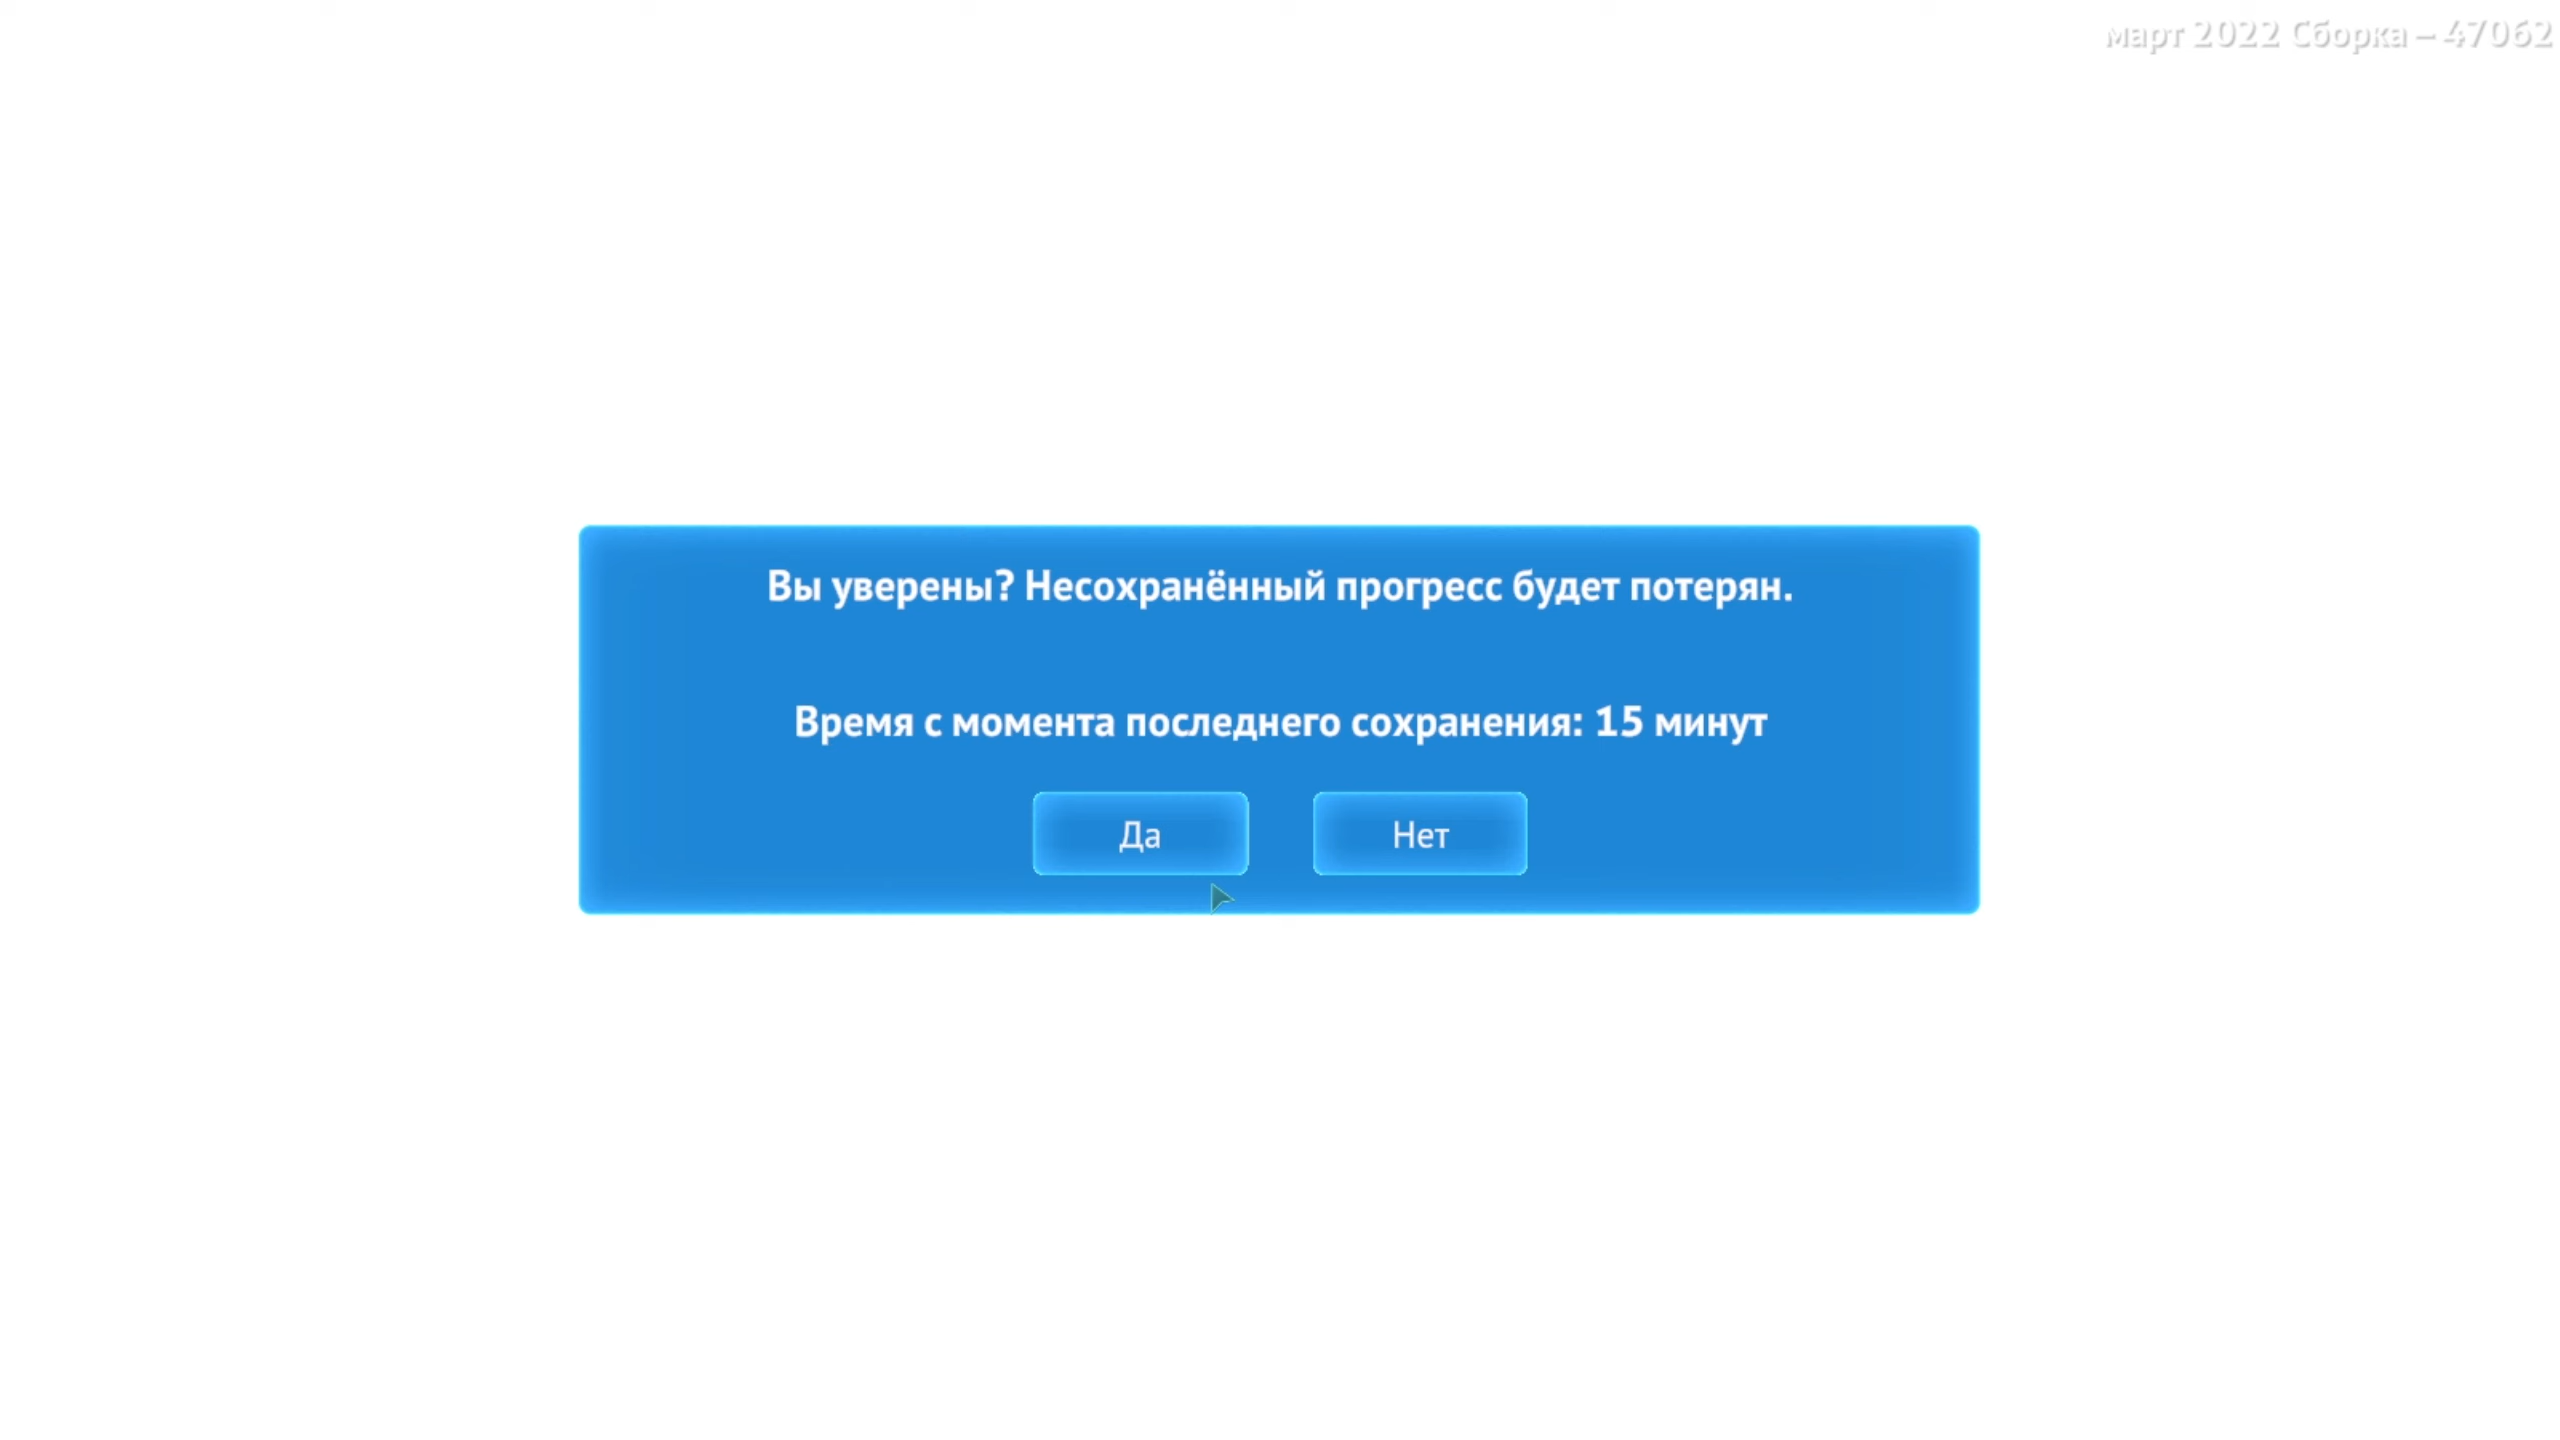 март 2022 Сборка – 47062
Вы уверены? Несохранённый прогресс будет потерян.
Время с момента последнего сохранения: 15 минут
Да
Нет